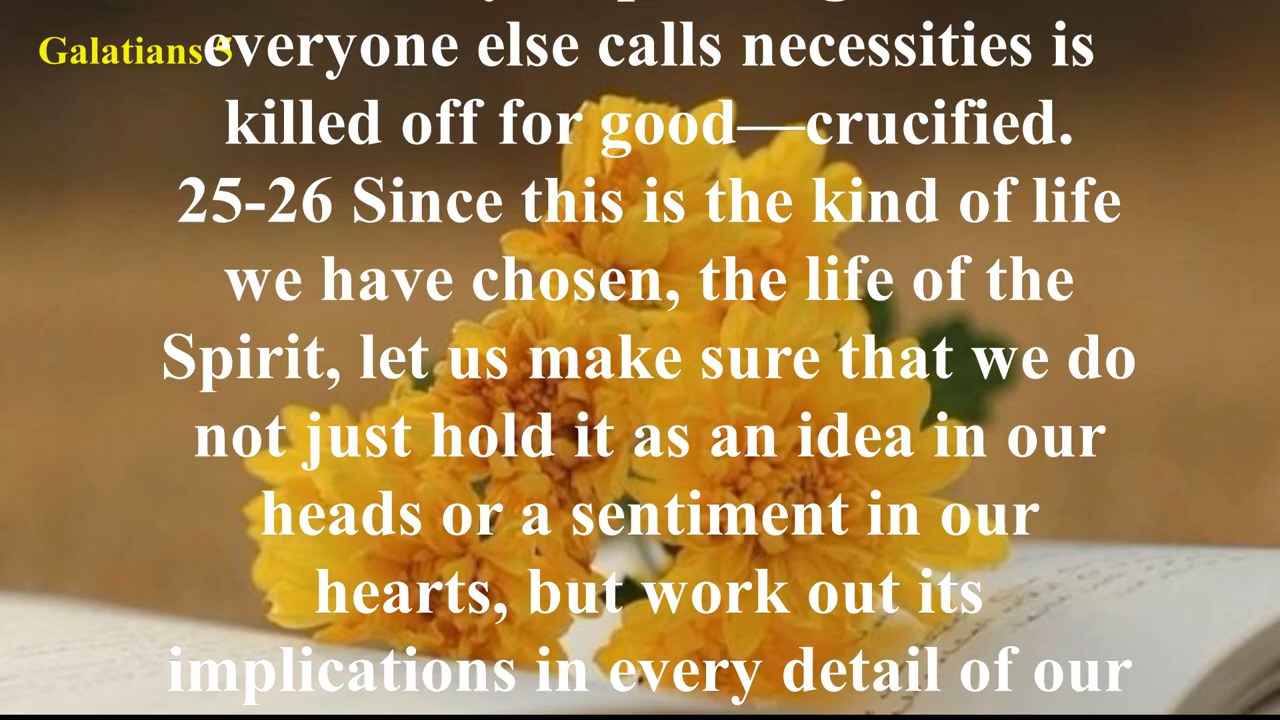 Galatians 5
everyone else calls necessities is
killed off for good—crucified.
25-26 Since this is the kind of life
we have chosen, the life of the
Spirit, let us make sure that we do
not just hold it as an idea in our
heads or a sentiment in our
hearts, but work out its
implications in every detail of our